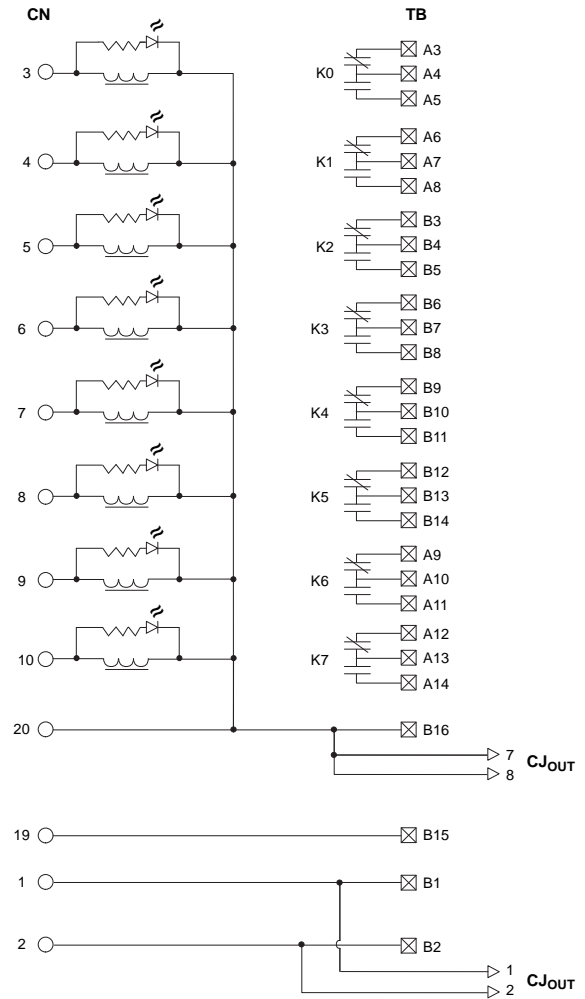 CN TB
3 K0 A3
A4
A5
4 K1 A6
A7
A8
5 K2 B3
B4
B5
6 K3 B6
B7
B8
7 K4 B9
B10
B11
8 K5 B12
B13
B14
9 K6 A9
A10
A11
10 K7 A12
A13
A14
20 B16
7 CJOUT
8
19 B15
1 B1
2 B2
1 CJOUT
2